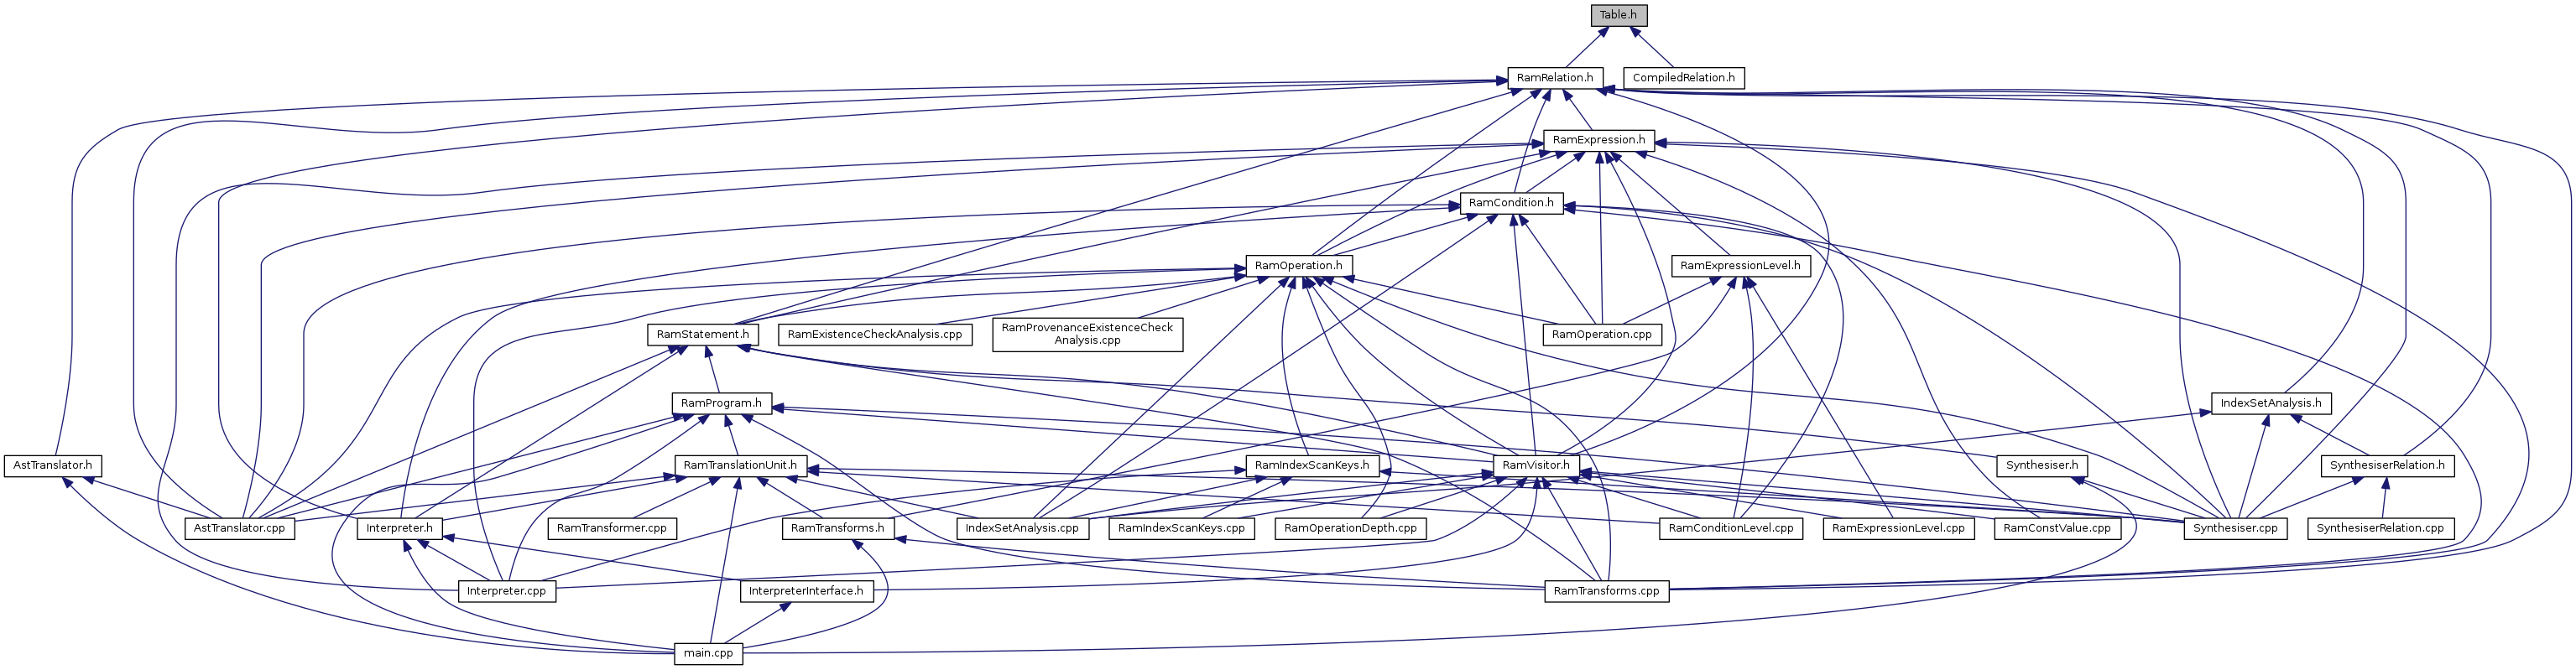 Table.h
RamRelation.h
CompiledRelation.h
RamExpression.h
RamCondition.h
RamOperation.h
RamExpressionLevel.h
RamStatement.h
RamExistenceCheckAnalysis.cpp
RamProvenanceExistenceCheck
Analysis.cpp
RamOperation.cpp
RamProgram.h
IndexSetAnalysis.h
AstTranslator.h
RamTranslationUnit.h
RamIndexScanKeys.h
RamVisitor.h
Synthesiser.h
SynthesiserRelation.h
AstTranslator.cpp
Interpreter.h
RamTransformer.cpp
RamTransforms.h
IndexSetAnalysis.cpp
RamIndexScanKeys.cpp
RamOperationDepth.cpp
RamConditionLevel.cpp
RamExpressionLevel.cpp
RamConstValue.cpp
Synthesiser.cpp
SynthesiserRelation.cpp
Interpreter.cpp
InterpreterInterface.h
RamTransforms.cpp
main.cpp